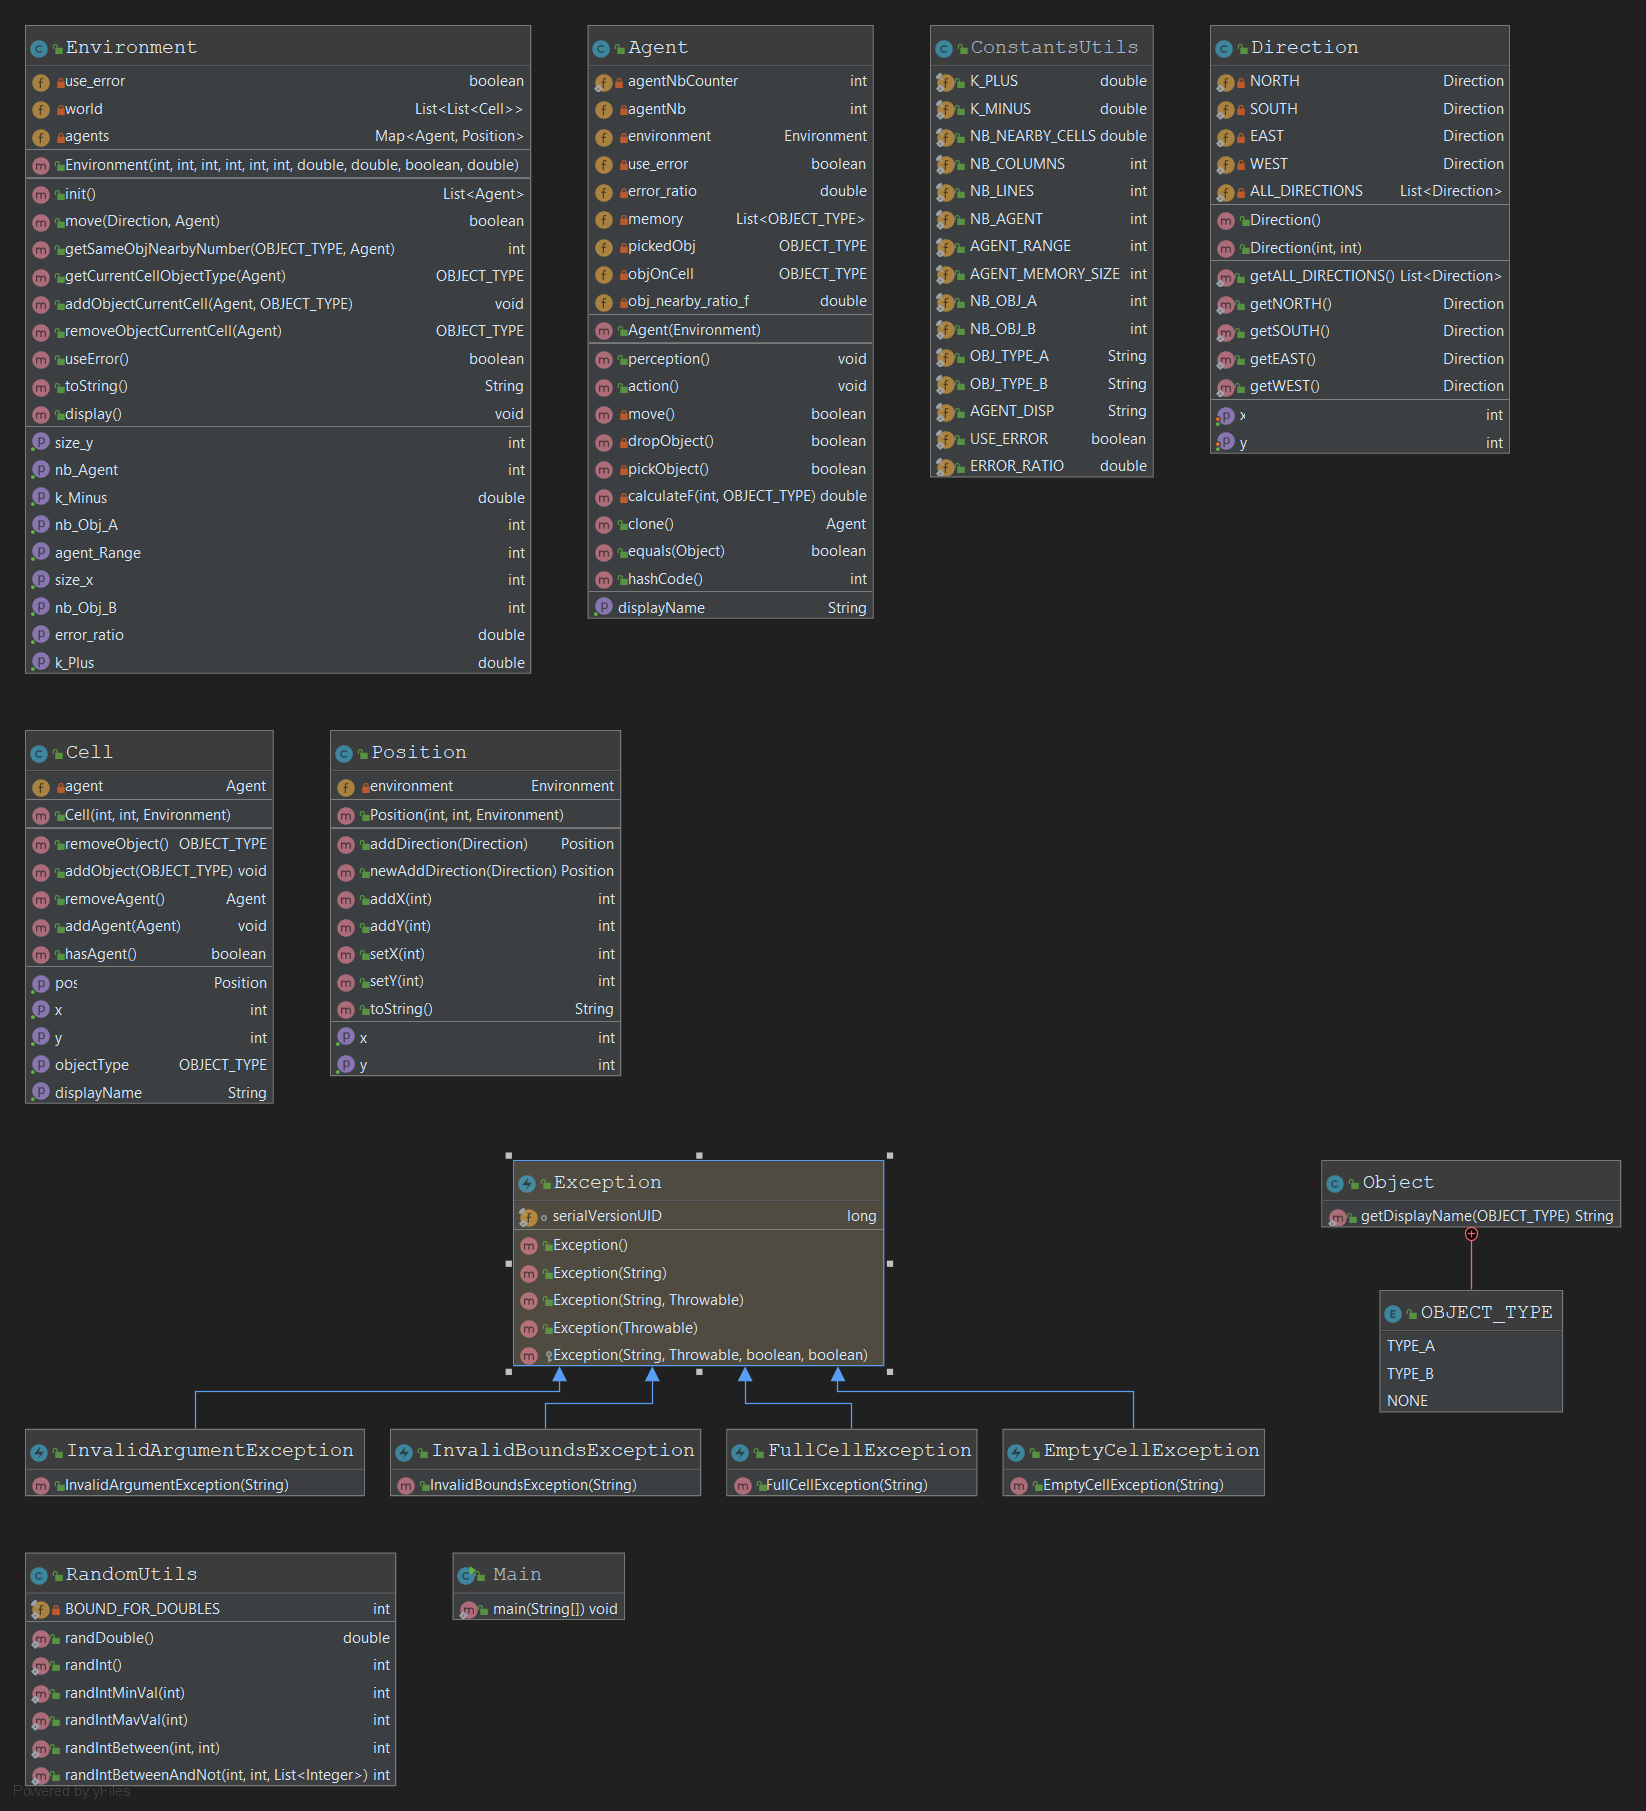 Environment
use_error boolean
world List<List<Cell>>
agents Map<Agent, Position>
Environment(int, int, int, int, int, int, double, double, boolean, double)
init() List<Agent>
move(Direction, Agent) boolean
getSameObjNearbyNumber(OBJECT_TYPE, Agent) int
getCurrentCellObjectType(Agent) OBJECT_TYPE
addObjectCurrentCell(Agent, OBJECT_TYPE) void
removeObjectCurrentCell(Agent) OBJECT_TYPE
useError() boolean
toString() String
display() void
size_y int
nb_Agent int
k_Minus double
nb_Obj_A int
agent_Range int
size_x int
nb_Obj_B int
error_ratio double
k_Plus double
Agent
agentNbCounter int
agentNb int
environment Environment
use_error boolean
error_ratio double
memory List<OBJECT_TYPE>
pickedObj OBJECT_TYPE
objOnCell OBJECT_TYPE
obj_nearby_ratio_f double
Agent(Environment)
perception() void
action() void
move() boolean
dropObject() boolean
pickObject() boolean
calculateF(int, OBJECT_TYPE) double
clone() Agent
equals(Object) boolean
hashCode() int
displayName String
ConstantsUtils
K_PLUS double
K_MINUS double
NB_NEARBY_CELLS double
NB_COLUMNS int
NB_LINES int
NB_AGENT int
AGENT_RANGE int
AGENT_MEMORY_SIZE int
NB_OBJ_A int
NB_OBJ_B int
OBJ_TYPE_A String
OBJ_TYPE_B String
AGENT_DISP String
USE_ERROR boolean
ERROR_RATIO double
Direction
NORTH Direction
SOUTH Direction
EAST Direction
WEST Direction
ALL_DIRECTIONS List<Direction>
Direction()
Direction(int, int)
getALL_DIRECTIONS() List<Direction>
getNORTH() Direction
getSOUTH() Direction
getEAST() Direction
getWEST() Direction
x int
y int
Cell
agent Agent
Cell(int, int, Environment)
removeObject() OBJECT_TYPE
addObject(OBJECT_TYPE) void
removeAgent() Agent
addAgent(Agent) void
hasAgent() boolean
pos Position
x int
y int
objectType OBJECT_TYPE
displayName String
Position
environment Environment
Position(int, int, Environment)
addDirection(Direction) Position
newAddDirection(Direction) Position
addX(int) int
addY(int) int
setX(int) int
setY(int) int
toString() String
x int
y int
Exception
serialVersionUID long
Exception()
Exception(String)
Exception(String, Throwable)
Exception(Throwable)
Exception(String, Throwable, boolean, boolean)
Object
getDisplayName(OBJECT_TYPE) String
OBJECT_TYPE
TYPE_A
TYPE_B
NONE
InvalidArgumentException
InvalidArgumentException(String)
InvalidBoundsException
InvalidBoundsException(String)
FullCellException
FullCellException(String)
EmptyCellException
EmptyCellException(String)
RandomUtils
BOUND_FOR_DOUBLES int
randDouble() double
randInt() int
randIntMinVal(int) int
randIntMavVal(int) int
randIntBetween(int, int) int
randIntBetweenAndNot(int, int, List<Integer>) int
Main
main(String[]) void
Powered by yFiles